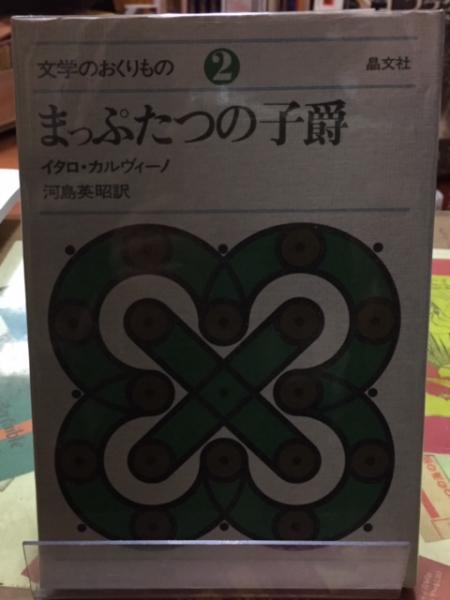 文学のおくりもの 2 晶文社
まっぷたつの子爵
イタロ・カルヴィーノ
河島英昭訳